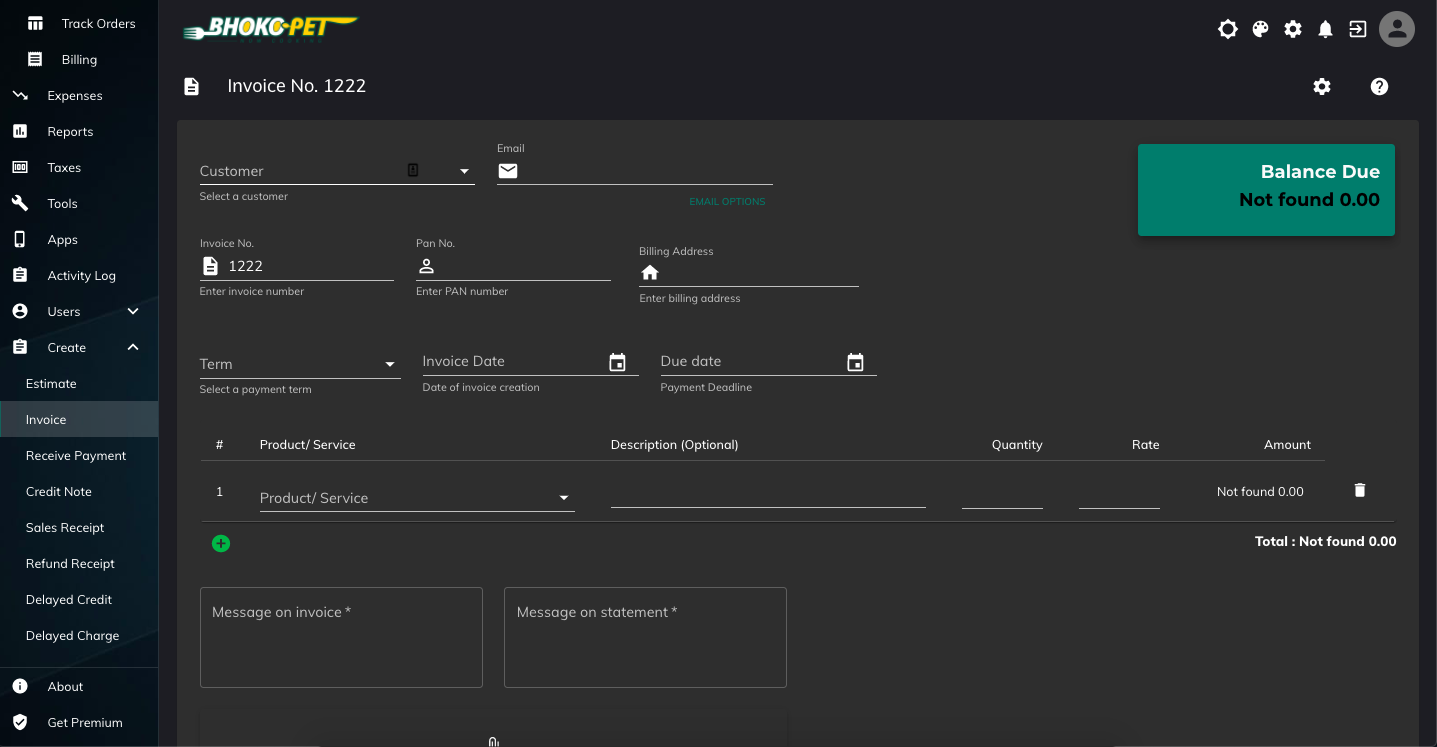 Track Orders
Billing
Expenses
Reports
Taxes
Tools
Apps
Activity Log
Users
Create
Estimate
Invoice
Receive Payment
Credit Note
Sales Receipt
Refund Receipt
Delayed Credit
Delayed Charge
About
Get Premium
BHOKO-PET
Invoice No. 1222
Customer
Select a customer
Email
EMAIL OPTIONS
Balance Due
Not found 0.00
Invoice No.
1222
Enter invoice number
Pan No.
Enter PAN number
Billing Address
Enter billing address
Term
Select a payment term
Invoice Date
Date of invoice creation
Due date
Payment Deadline
# Product/ Service Description (Optional) Quantity Rate Amount
1 Product/ Service Not found 0.00
Total : Not found 0.00
Message on invoice *
Message on statement *